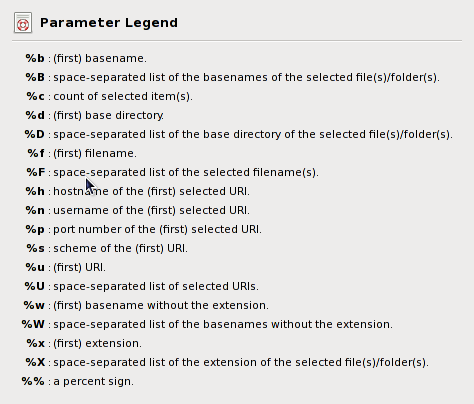 Parameter Legend
%b : (first) basename.
%B : space-separated list of the basenames of the selected file(s)/folder(s).
%c : count of selected item(s).
%d : (first) base directory.
%D : space-separated list of the base directory of the selected file(s)/folder(s).
%f : (first) filename.
%F : space-separated list of the selected filename(s).
%h : hostname of the (first) selected URI.
%n : username of the (first) selected URI.
%p : port number of the (first) selected URI.
%s : scheme of the (first) URI.
%u : (first) URI.
%U : space-separated list of selected URIs.
%w : (first) basename without the extension.
%W : space-separated list of the basenames without the extension.
%x : (first) extension.
%X : space-separated list of the extension of the selected file(s)/folder(s).
%% : a percent sign.